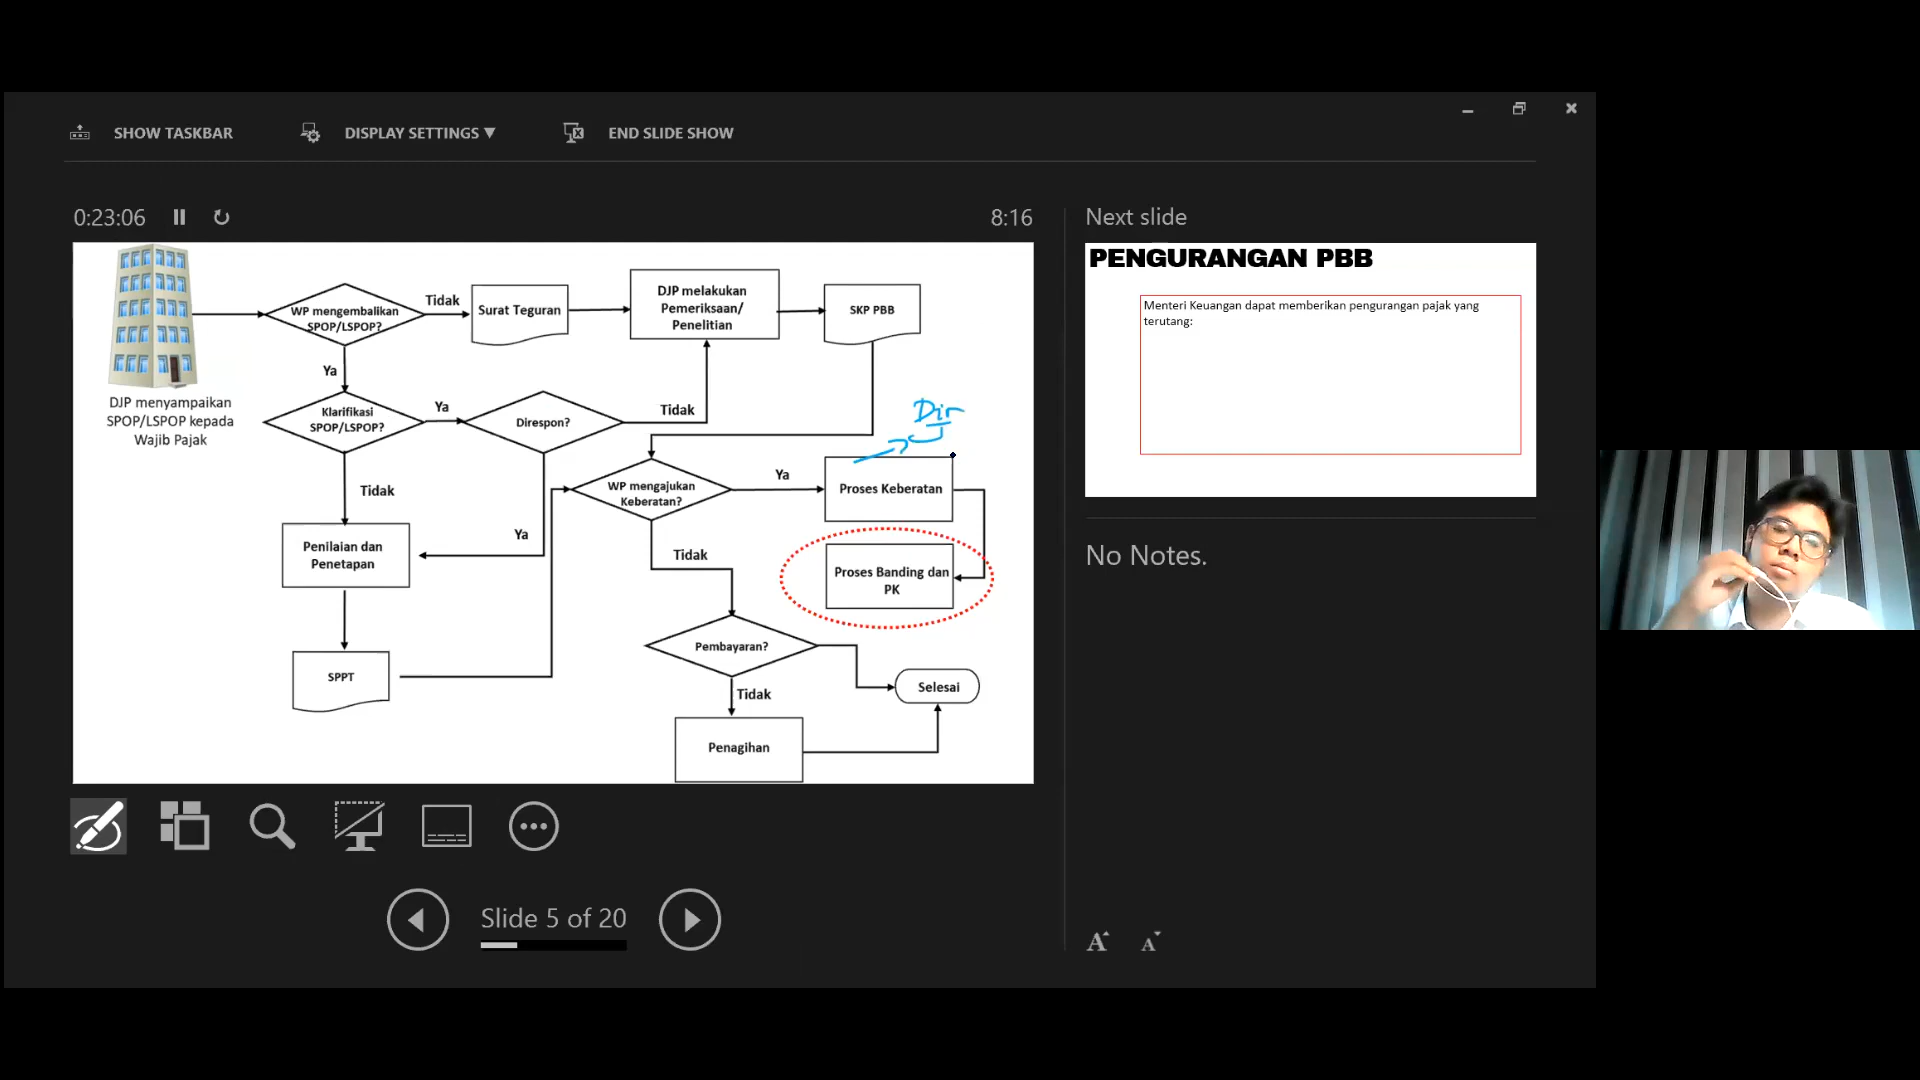 SHOW TASKBAR
DISPLAY SETTINGS ▼
END SLIDE SHOW
0:23:06
8:16
DJP menyampaikan
SPOP/LSPOP kepada
Wajib Pajak
WP mengembalikan
SPOP/LSPOP?
Tidak
Surat Teguran
DJP melakukan
Pemeriksaan/
Penelitian
SKP PBB
Ya
Klarifikasi
SPOP/LSPOP?
Ya
Direspon?
Tidak
Dir
Tidak
Ya
Penilaian dan
Penetapan
SPPT
WP mengajukan
Keberatan?
Ya
Proses Keberatan
Tidak
Proses Banding dan
PK
Pembayaran?
Selesai
Tidak
Penagihan
Slide 5 of 20
Next slide
PENGURANGAN PBB
Menteri Keuangan dapat memberikan pengurangan pajak yang
terutang:
No Notes.
A A